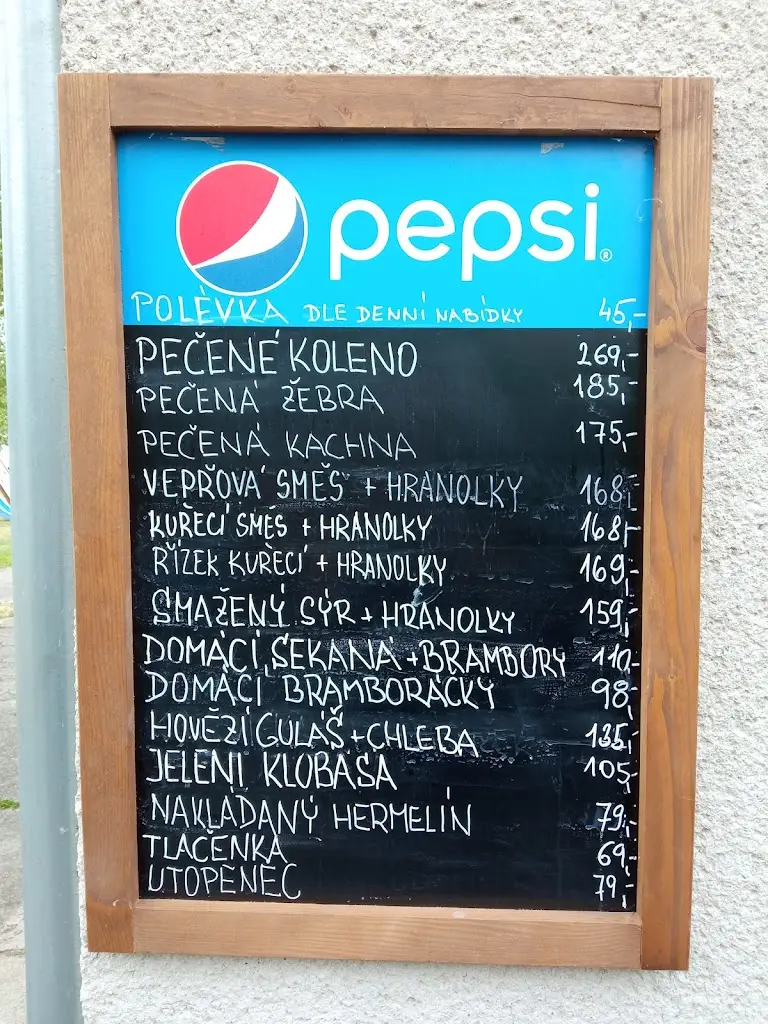 pepsi®
POLÉVKA DLE DENNÍ NABÍDKY 45,-
PEČENÉ KOLENO 269,-
PEČENÁ ŽEBRA 185,-
PEČENÁ KACHNA 175,-
VEPŘOVÁ SMĚS + HRANOLKY 168,-
KUŘECÍ SMĚS + HRANOLKY 168,-
ŘÍZEK KUŘECÍ + HRANOLKY 169,-
SMAŽENÝ SÝR + HRANOLKY 159,-
DOMÁCÍ SEKANÁ + BRAMBORY 110,-
DOMÁCÍ BRAMBORÁČKY 98,-
HOVĚZÍ GULÁŠ + CHLEBA 135,-
JELENÍ KLOBÁSA 105,-
NAKLÁDANÝ HERMELÍN 79,-
TLAČENKA 69,-
UTOPENEC 79,-